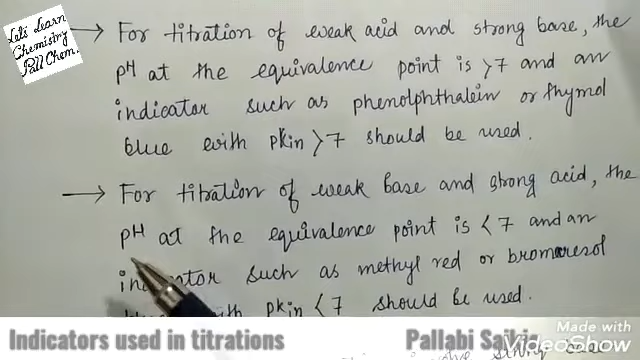 Let's Learn
Chemistry
Pall Chem.
→ For titration of weak acid and strong base, the
pH at the equivalence point is >7 and an
indicator such as phenolphthalein or thymol
blue with pKin >7 should be used.
→ For titration of weak base and strong acid, the
pH at the equivalence point is <7 and an
such as methyl red or bromocresol
with pKin <7 should be used.
Indicators used in titrations Pallabi Saikia
Made with
VideoShow